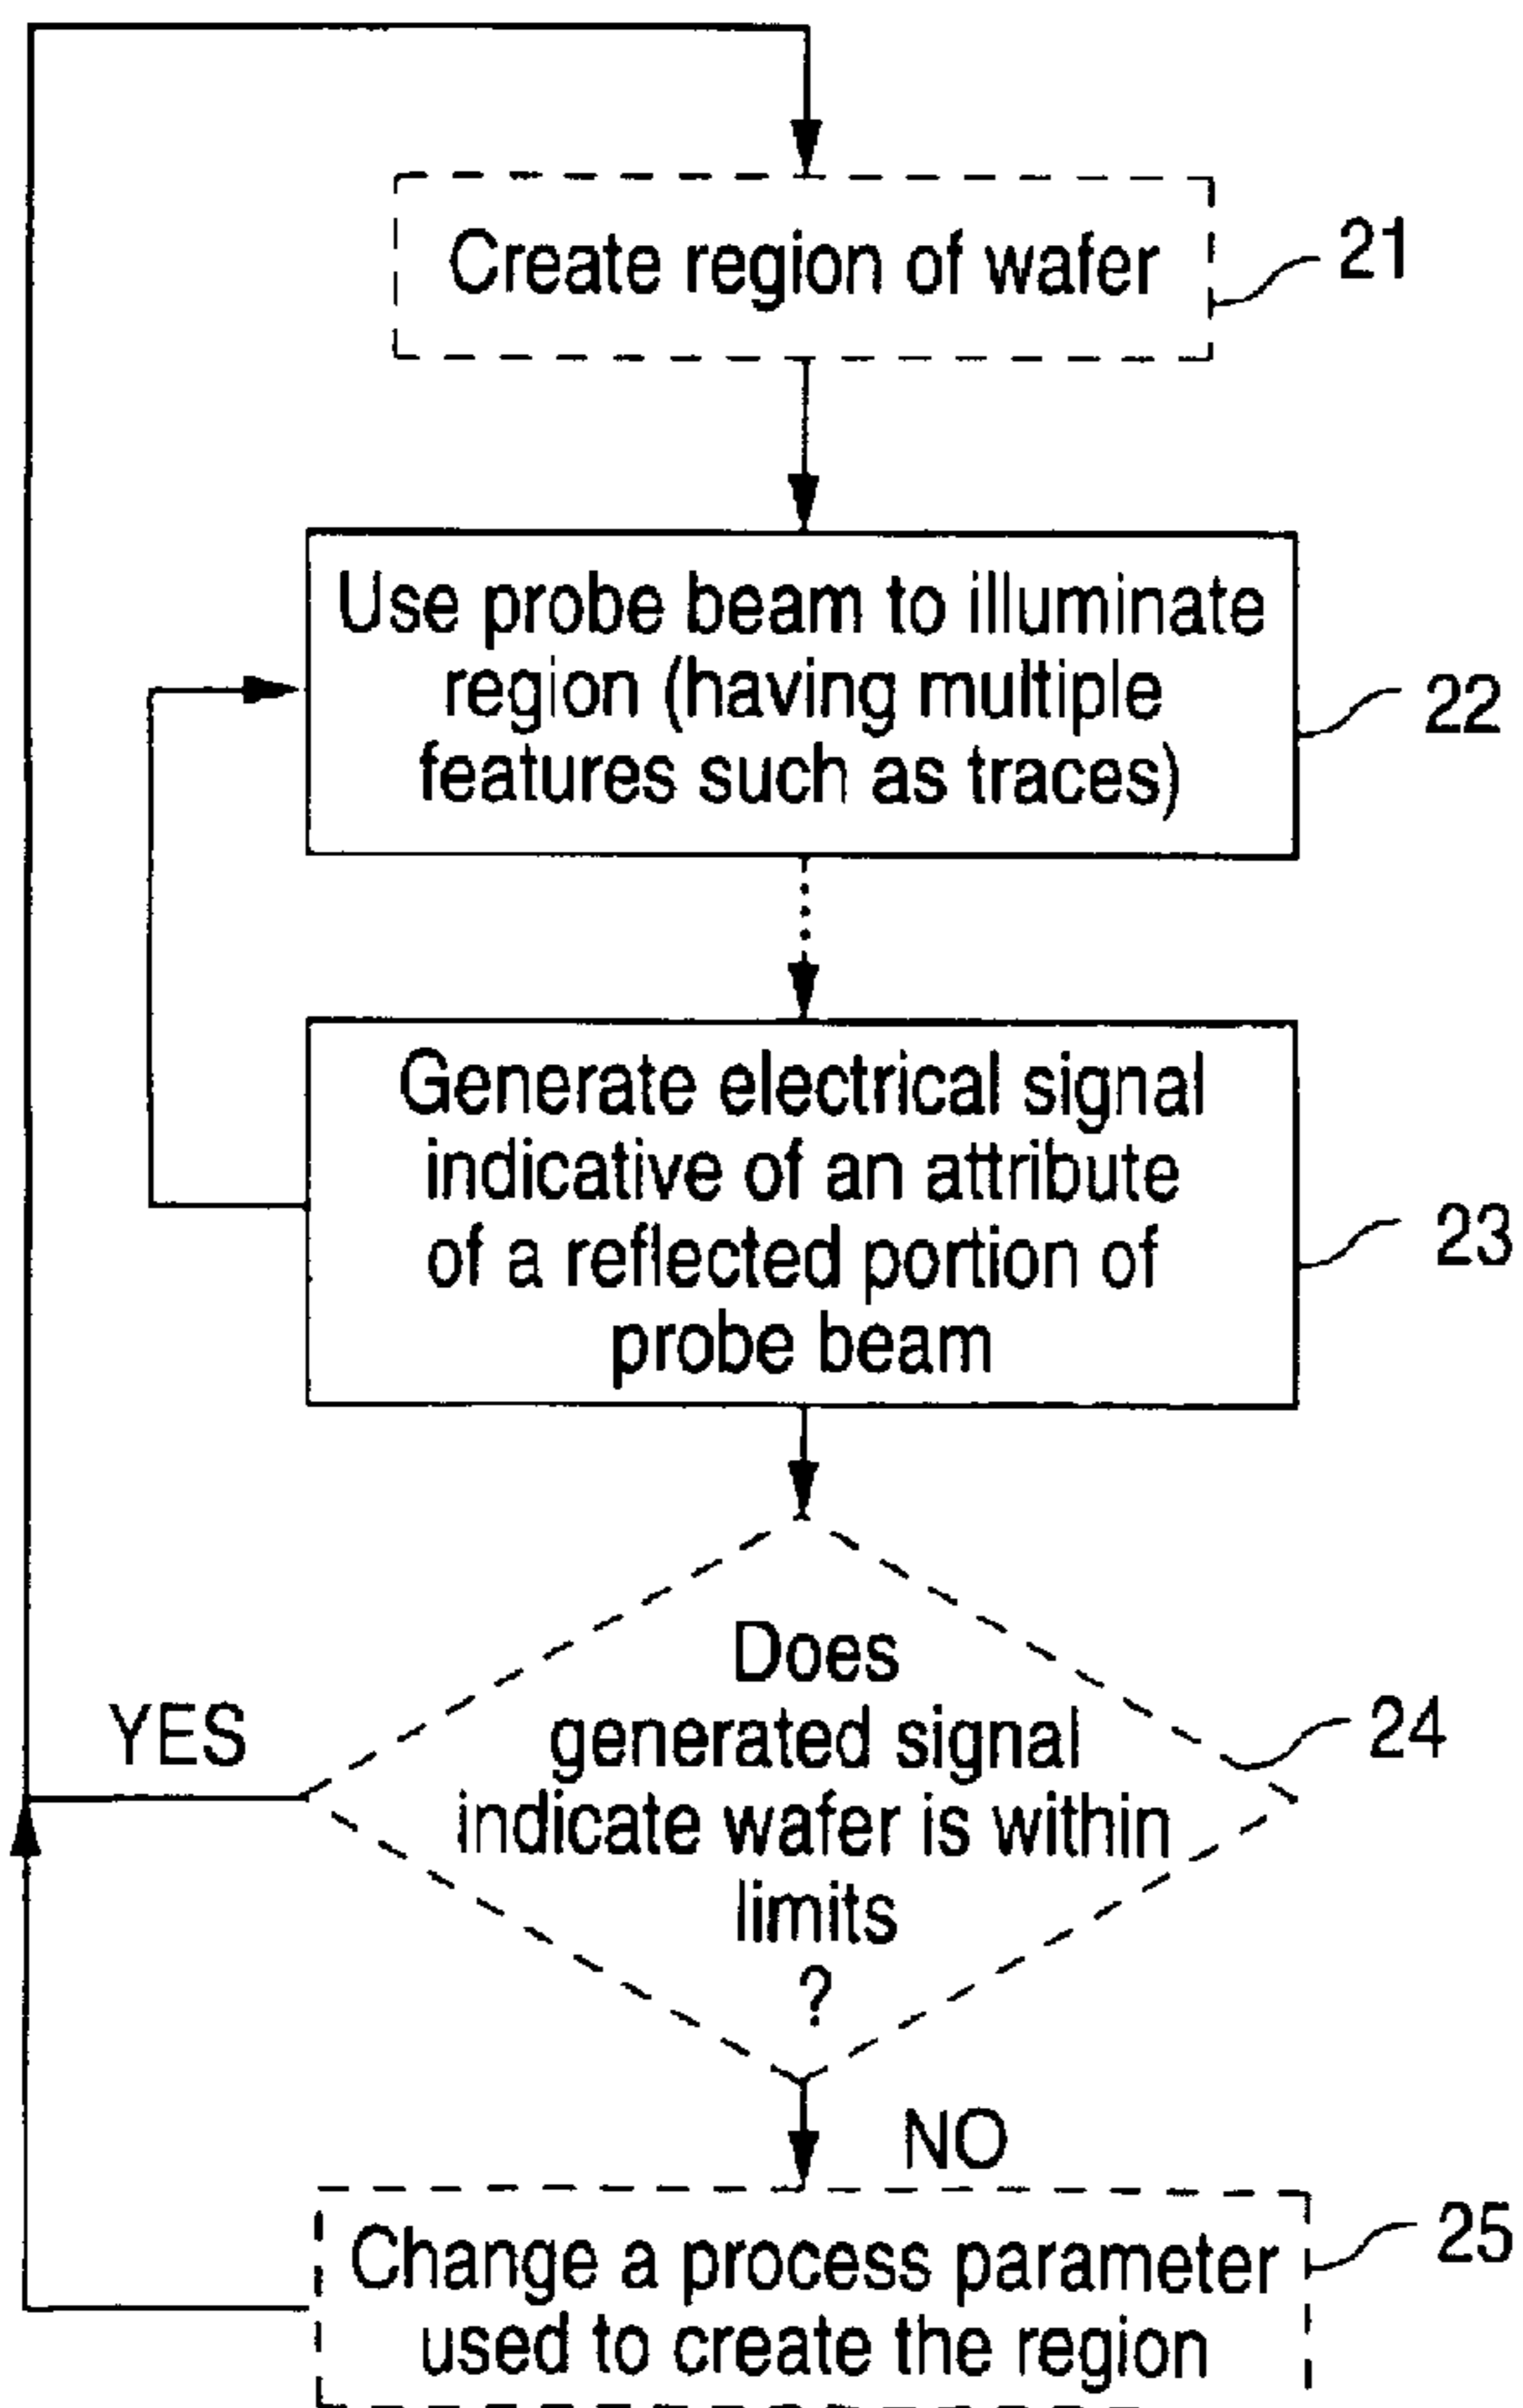 Create region of wafer
21
Use probe beam to illuminate
region (having multiple
features such as traces)
22
Generate electrical signal
indicative of an attribute
of a reflected portion of
probe beam
23
Does
generated signal
indicate wafer is within
limits
?
24
YES
NO
Change a process parameter
used to create the region
25